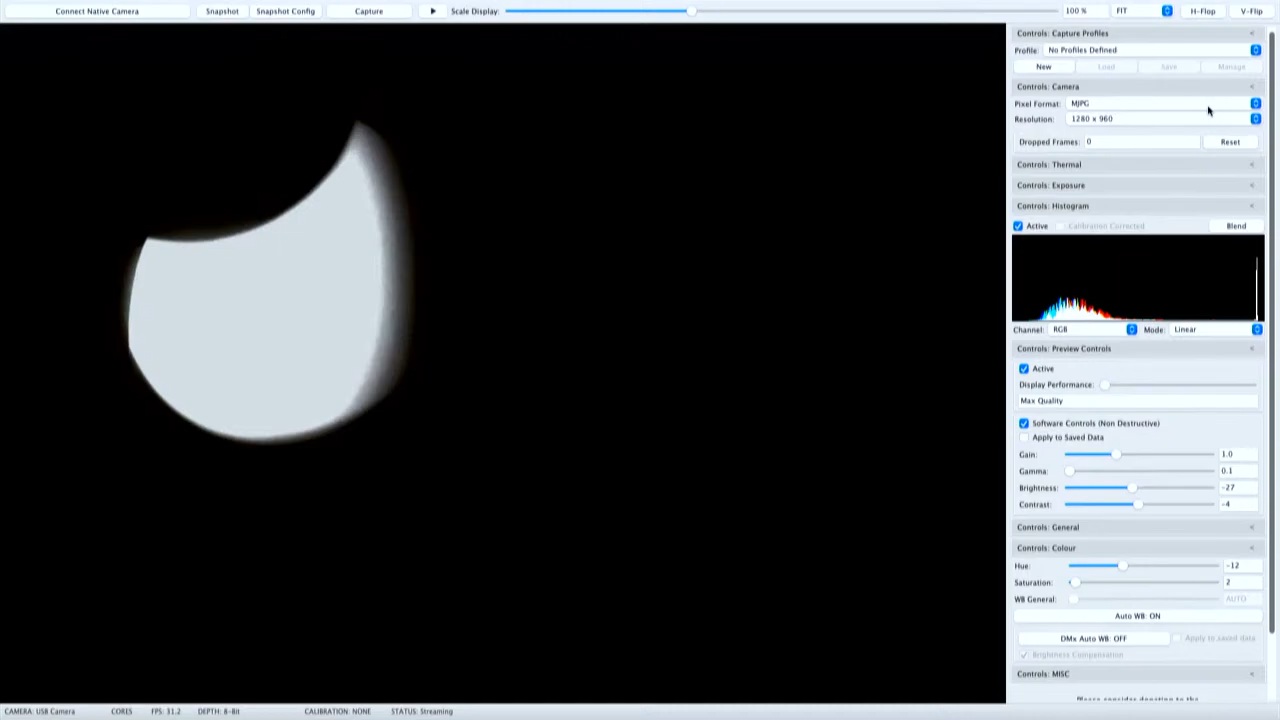 Connect Native Camera Snapshot Snapshot Config Capture Scale Display: 100 % FIT H-Flop V-Flip
Controls: Capture Profiles
Profile: No Profiles Defined
New Load Save Manage
Controls: Camera
Pixel Format: MJPG
Resolution: 1280 x 960
Dropped Frames: 0 Reset
Controls: Thermal
Controls: Exposure
Controls: Histogram
Active Calibration Corrected Blend
Channel: RGB Mode: Linear
Controls: Preview Controls
Active
Display Performance:
Max Quality
Software Controls (Non Destructive)
Apply to Saved Data
Gain: 1.0
Gamma: 0.1
Brightness: -27
Contrast: -4
Controls: General
Controls: Colour
Hue: -12
Saturation: 2
WB General: AUTO
Auto WB: ON
DMx Auto WB: OFF Apply to saved data
Brightness Compensation
Controls: MISC
Please consider donating to the
CAMERA: USB Camera CORES FPS: 31.2 DEPTH: 8-Bit CALIBRATION: NONE STATUS: Streaming